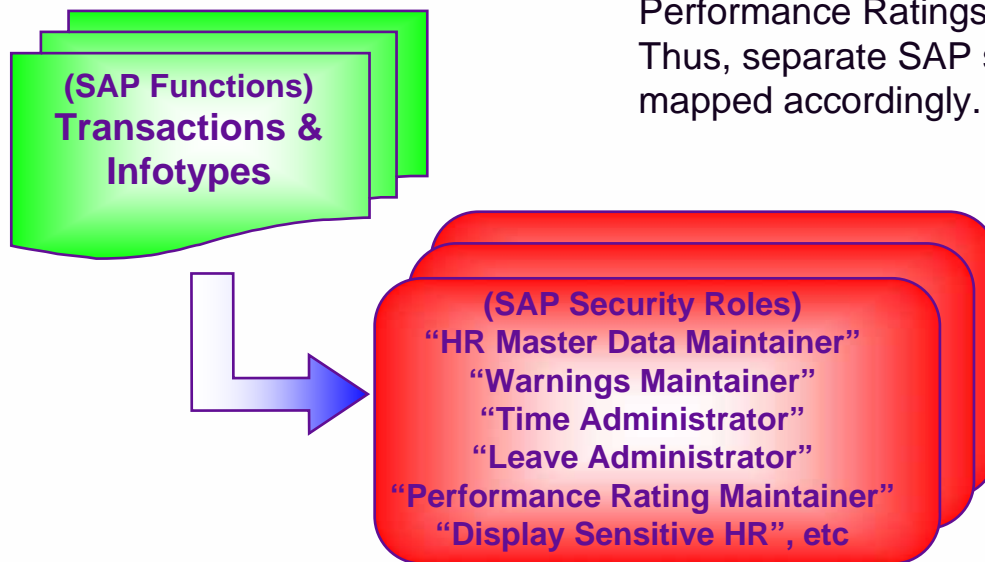 Performance Ratings
Thus, separate SAP
mapped accordingly.
(SAP Functions)
Transactions &
Infotypes
(SAP Security Roles)
“HR Master Data Maintainer”
“Warnings Maintainer”
“Time Administrator”
“Leave Administrator”
“Performance Rating Maintainer”
“Display Sensitive HR”, etc